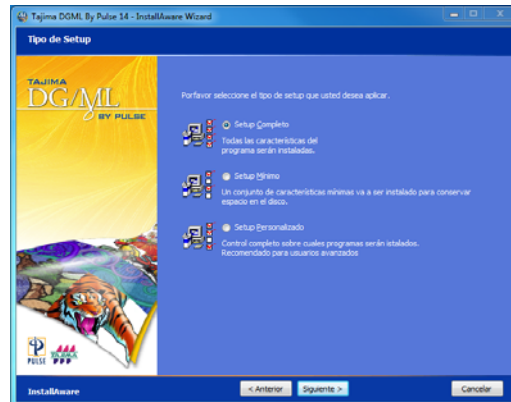 Tajima DGML By Pulse 14 - InstallAware Wizard
Tipo de Setup
TAJIMA
DG/ML
BY PULSE
Porfavor seleccione el tipo de setup que usted desea aplicar.
Setup Completo
Todas las características del
programa serán instaladas.
Setup Mínimo
Un conjunto de características mínimas va a ser instalado para conservar
espacio en el disco.
Setup Personalizado
Control completo sobre cuales programas serán istalados.
Recomendado para usuarios avanzados
PULSE
TAJIMA
InstallAware
< Anterior
Siguiente >
Cancelar